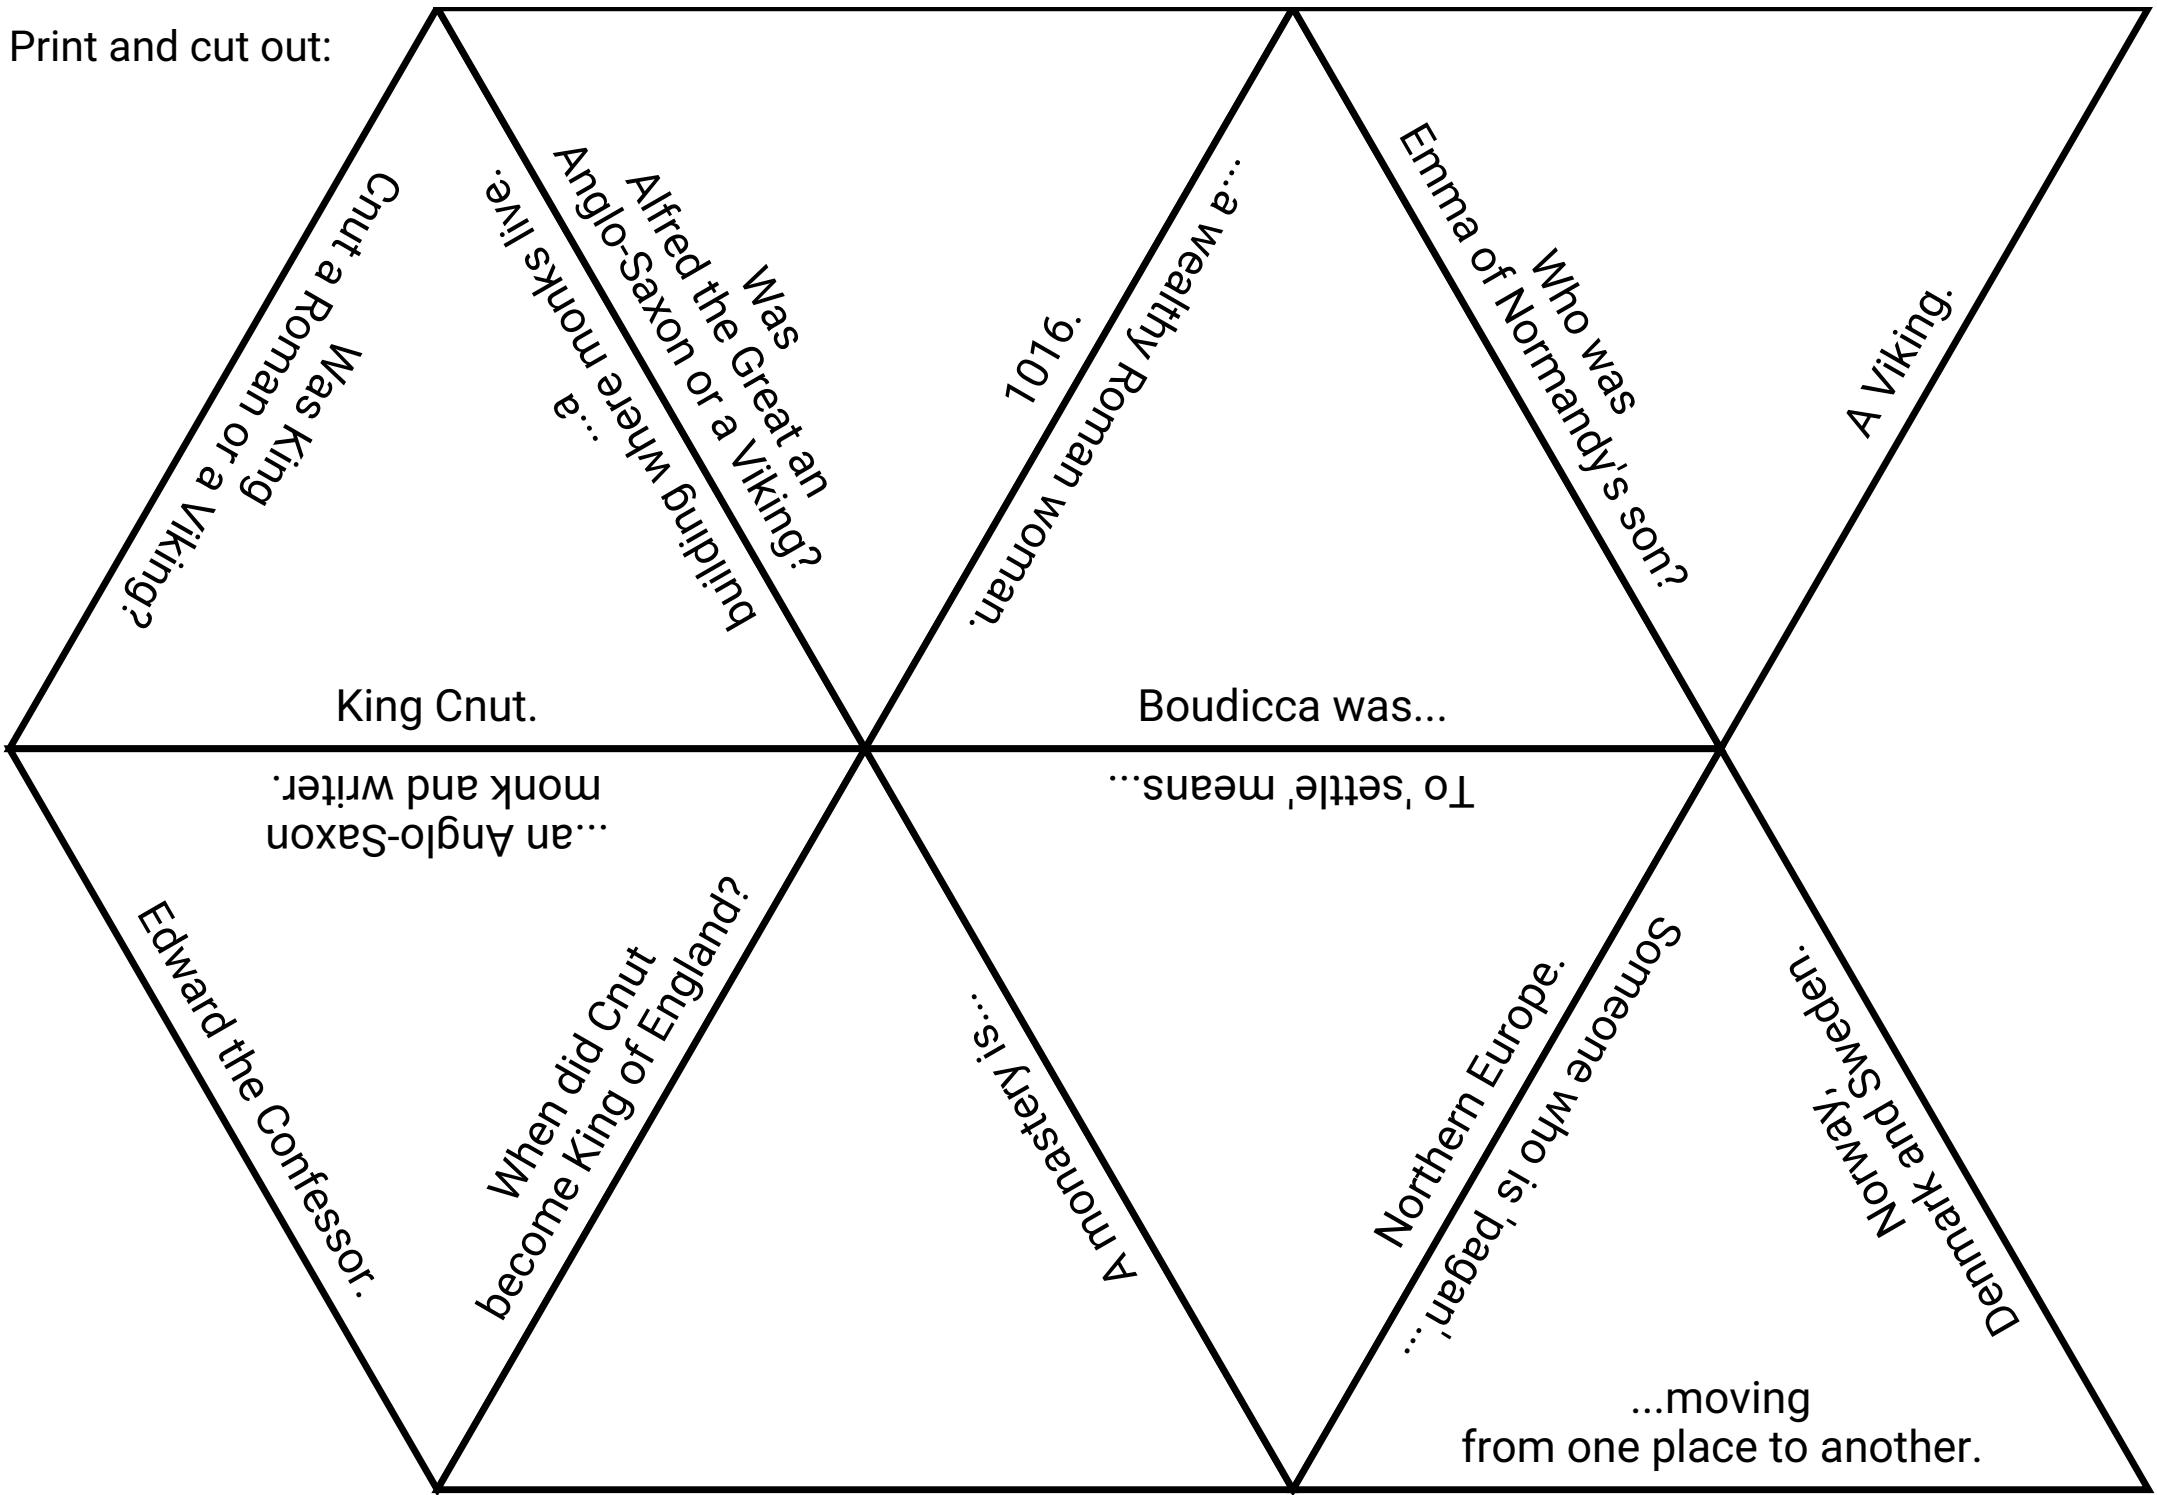 Print and cut out:
Was King
Cnut a Roman or a Viking?
...a
building where monks live.
King Cnut.
Was
Alfred the Great an
Anglo-Saxon or a Viking?
1016.
...a wealthy Roman woman.
Boudicca was...
Who was
Emma of Normandy's son?
A Viking.
...an Anglo-Saxon
monk and writer.
Edward the Confessor.
When did Cnut
become King of England?
A monastery is...
To 'settle' means...
Northern Europe.
Someone who is 'pagan'...
Norway,
Denmark and Sweden.
...moving
from one place to another.